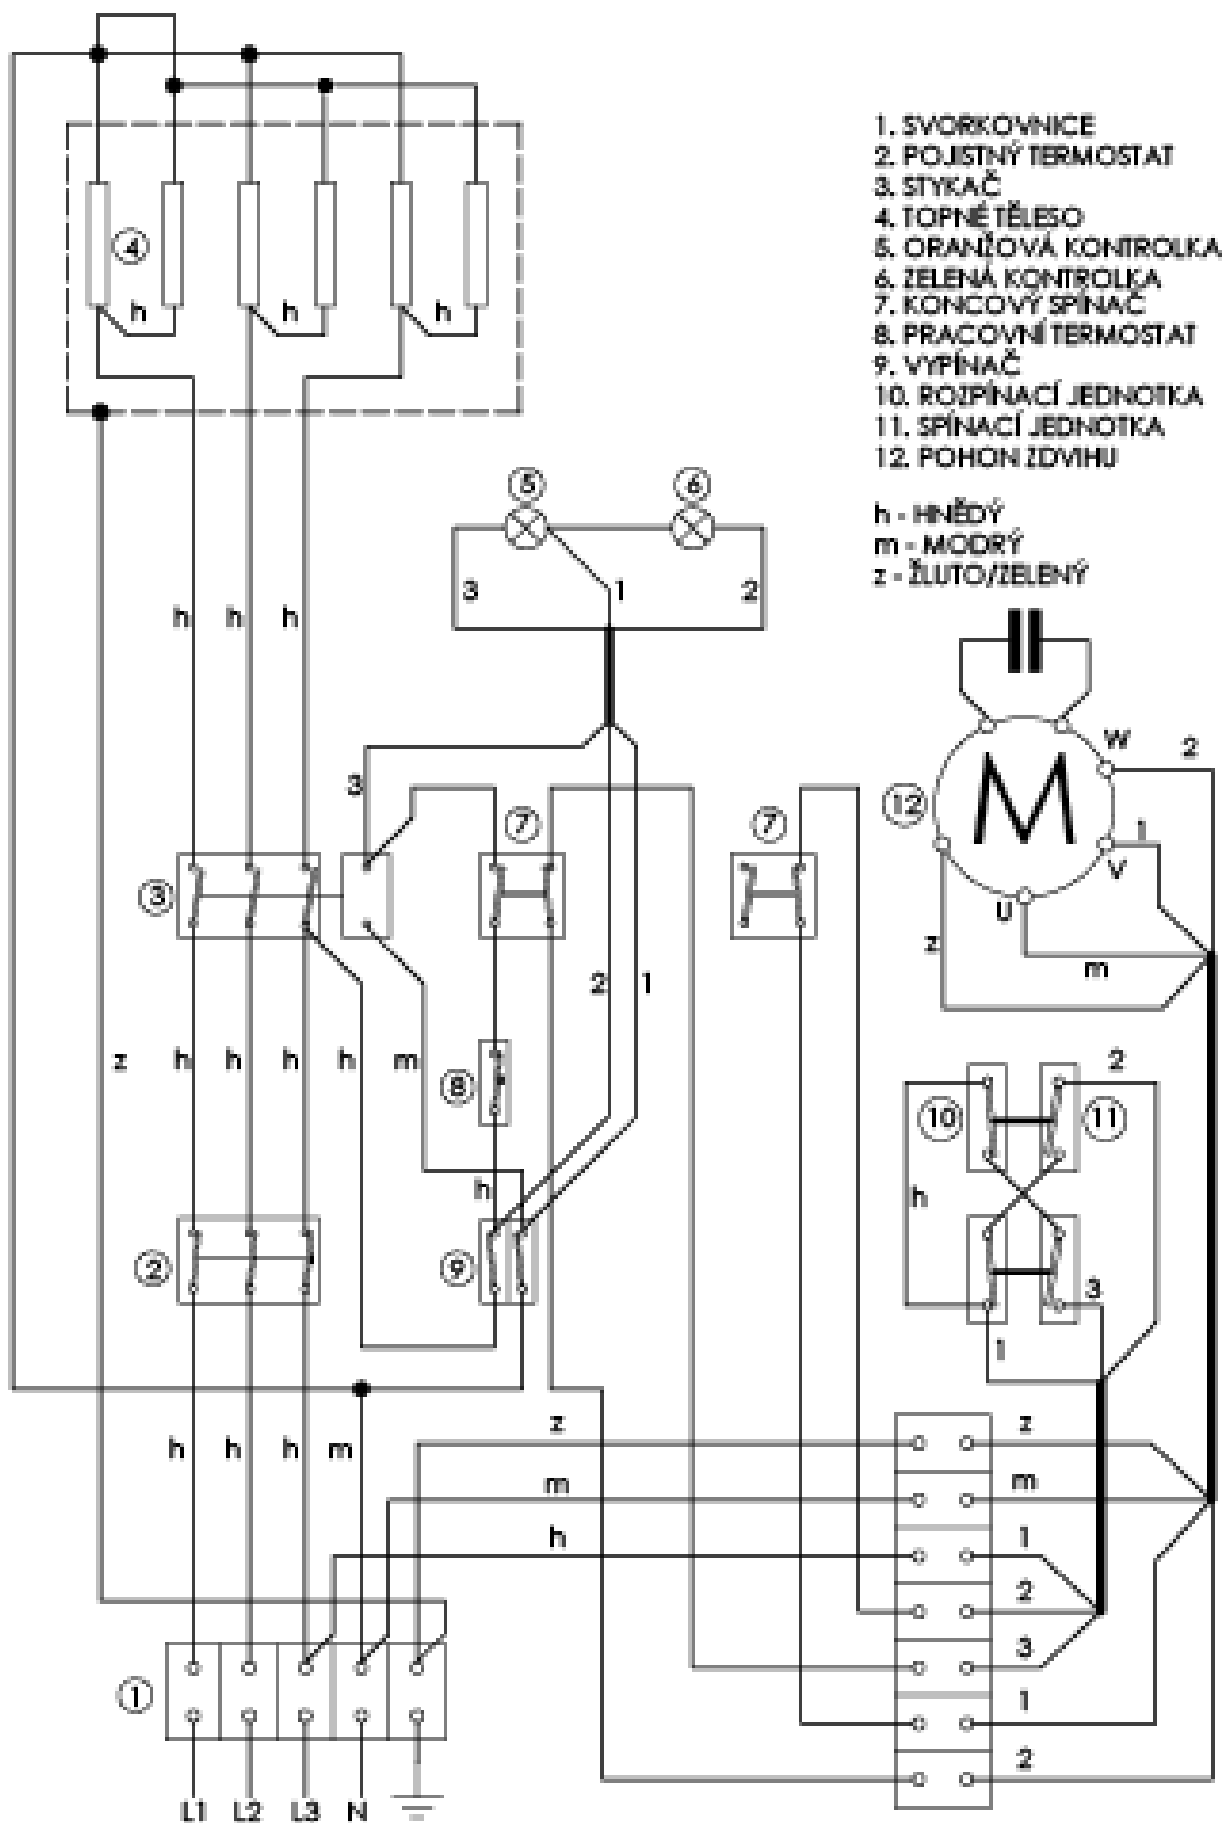 1. SVORKOVNICE
2. POJISTNÝ TERMOSTAT
3. STYKAČ
4. TOPNÉ TĚLESO
5. ORANŽOVÁ KONTROLKA
6. ZELENÁ KONTROLKA
7. KONCOVÝ SPÍNAČ
8. PRACOVNÍ TERMOSTAT
9. VYPÍNAČ
10. ROZPÍNACÍ JEDNOTKA
11. SPÍNACÍ JEDNOTKA
12. POHON ZDVIHU
h - HNĚDÝ
m - MODRÝ
z - ŽLUTO/ZELENÝ
4
h h h
5 6
3 1 2
h h h
W 2
3 7 7 12 M 1
V
3
U
z m
2 1
z h h h h m
8
2
10 11
h
h
2 9
3
1
z z
h h h m
m m
h 1
2
3
1
1
2
L1 L2 L3 N